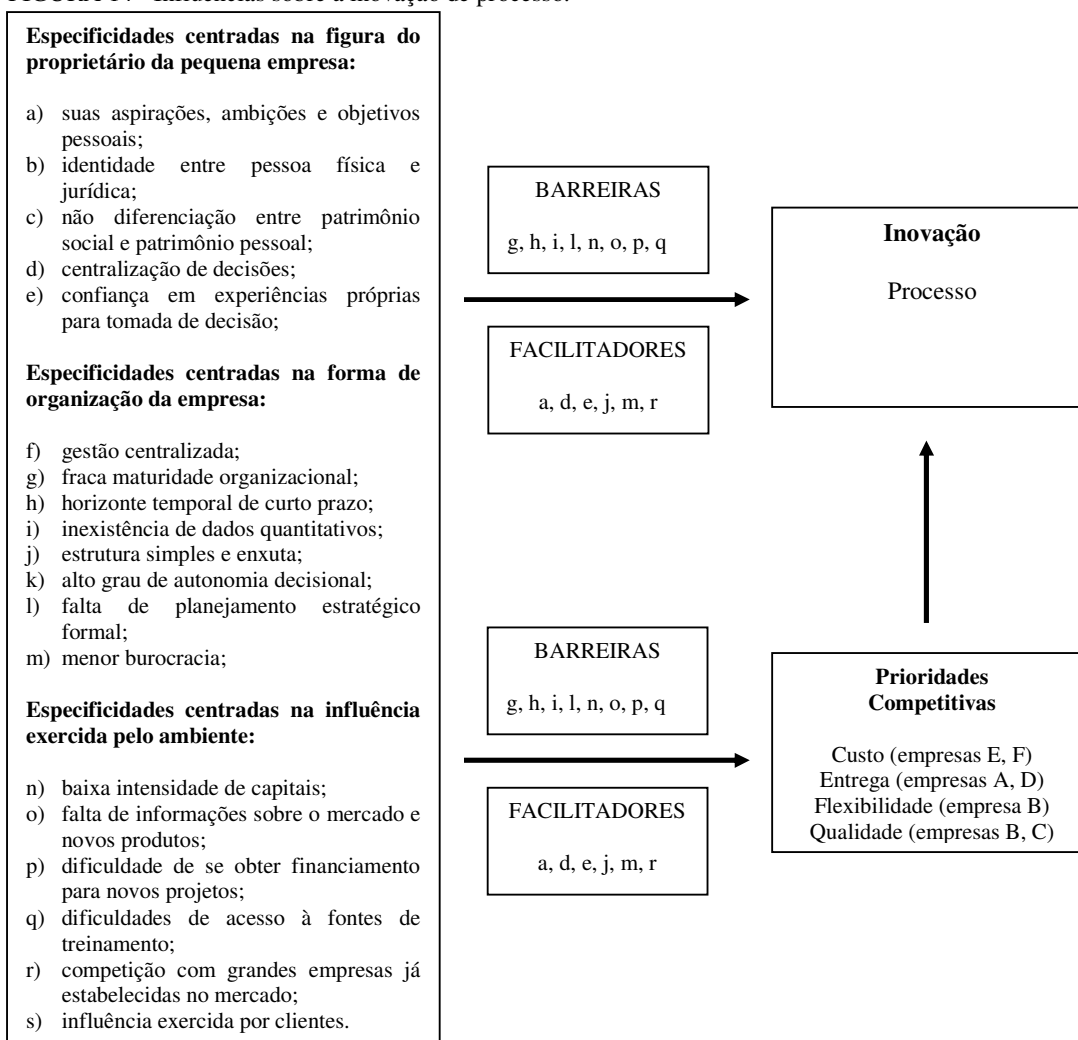 Especificidades centradas na figura do
proprietário da pequena empresa:
a) suas aspirações, ambições e objetivos
pessoais;
b) identidade entre pessoa física e
jurídica;
c) não diferenciação entre patrimônio
social e patrimônio pessoal;
d) centralização de decisões;
e) confiança em experiências próprias
para tomada de decisão;
Especificidades centradas na forma de
organização da empresa:
f) gestão centralizada;
g) fraca maturidade organizacional;
h) horizonte temporal de curto prazo;
i) inexistência de dados quantitativos;
j) estrutura simples e enxuta;
k) alto grau de autonomia decisional;
l) falta de planejamento estratégico
formal;
m) menor burocracia;
Especificidades centradas na influência
exercida pelo ambiente:
n) baixa intensidade de capitais;
o) falta de informações sobre o mercado e
novos produtos;
p) dificuldade de se obter financiamento
para novos projetos;
q) dificuldades de acesso à fontes de
treinamento;
r) competição com grandes empresas já
estabelecidas no mercado;
s) influência exercida por clientes.
BARREIRAS
g, h, i, l, n, o, p, q
FACILITADORES
a, d, e, j, m, r
Inovação
Processo
BARREIRAS
g, h, i, l, n, o, p, q
FACILITADORES
a, d, e, j, m, r
Prioridades
Competitivas
Custo (empresas E, F)
Entrega (empresas A, D)
Flexibilidade (empresa B)
Qualidade (empresas B, C)